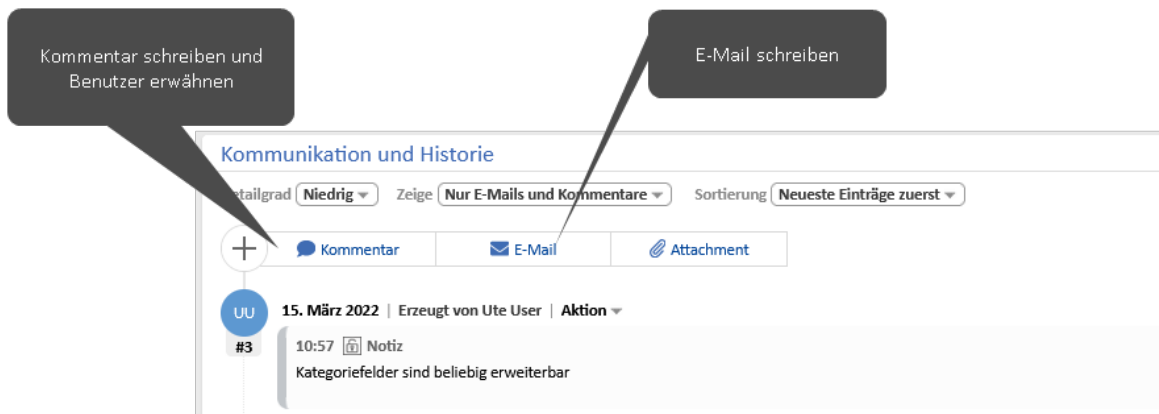 Kommentar schreiben und
Benutzer erwähnen
E-Mail schreiben
Kommunikation und Historie
etailgrad Niedrig Zeige Nur E-Mails und Kommentare Sortierung Neueste Einträge zuerst
Kommentar E-Mail Attachment
UU 15. März 2022 | Erzeugt von Ute User | Aktion
#3 10:57 Notiz
Kategoriefelder sind beliebig erweiterbar